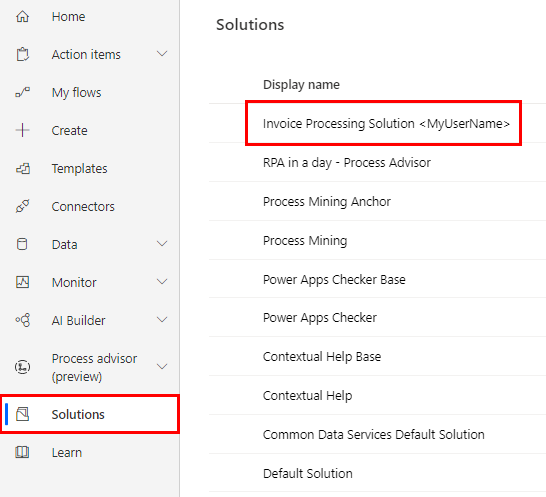 Home
Action items
My flows
Create
Templates
Connectors
Data
Monitor
AI Builder
Process advisor
(preview)
Solutions
Learn
Solutions
Display name
Invoice Processing Solution <MyUserName>
RPA in a day - Process Advisor
Process Mining Anchor
Process Mining
Power Apps Checker Base
Power Apps Checker
Contextual Help Base
Contextual Help
Common Data Services Default Solution
Default Solution